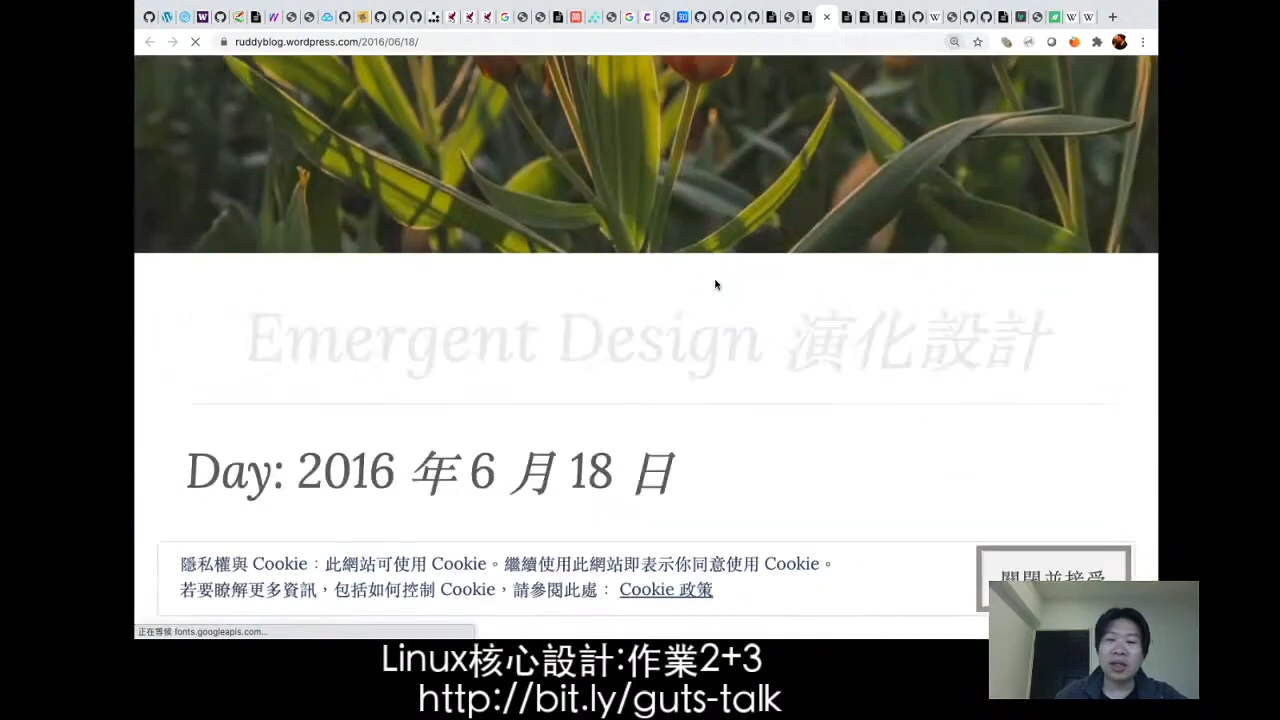 ruddyblog.wordpress.com/2016/06/18/
Emergent Design 演化設計
Day: 2016 年 6 月 18 日
隱私權與 Cookie：此網站可使用 Cookie。繼續使用此網站即表示你同意使用 Cookie。
若要瞭解更多資訊，包括如何控制 Cookie，請參閱此處： Cookie 政策
關閉並接受
正在等候 fonts.googleapis.com...
Linux核心設計:作業2+3
http://bit.ly/guts-talk